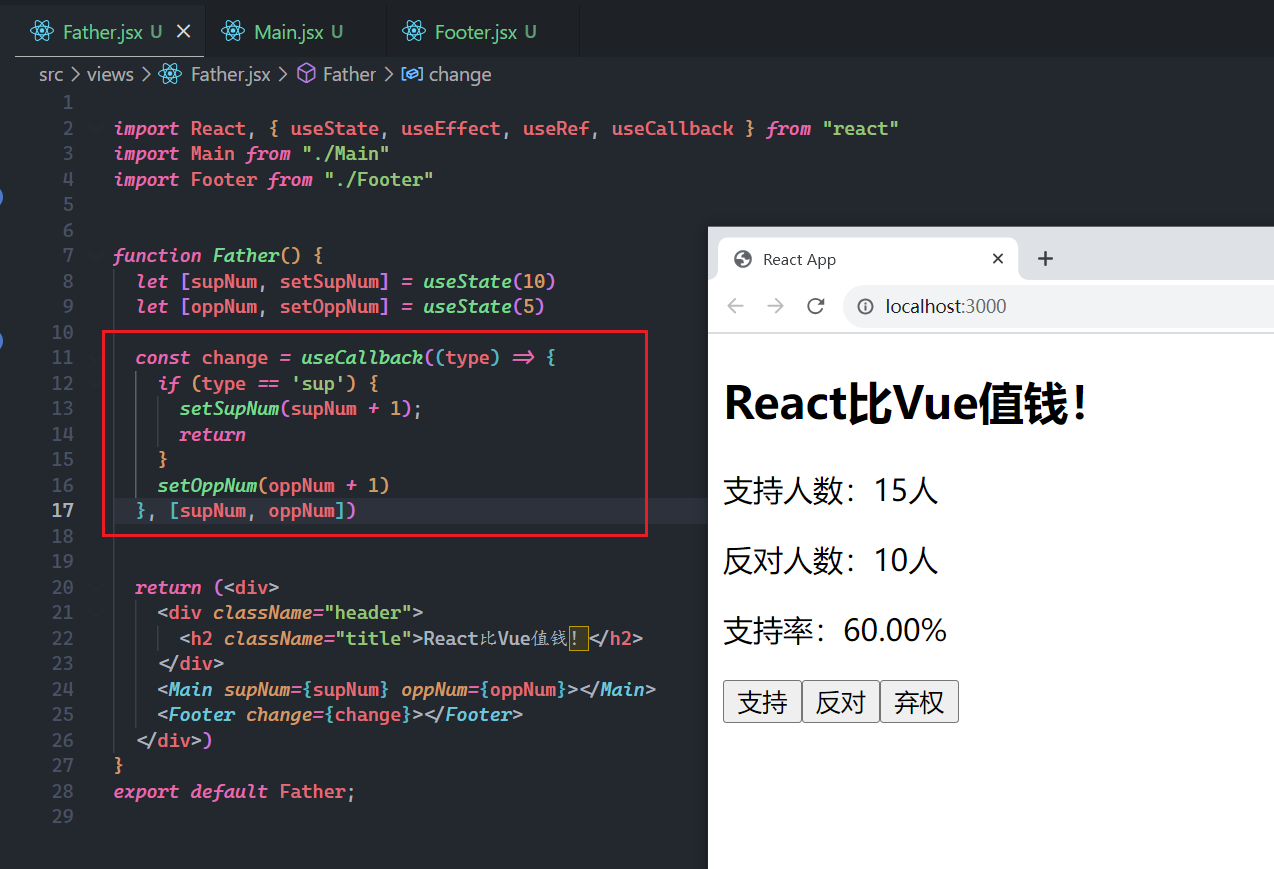 Father.jsx U
Main.jsx U
Footer.jsx U
src > views > Father.jsx > Father > change
1
2 import React, { useState, useEffect, useRef, useCallback } from "react"
3 import Main from "./Main"
4 import Footer from "./Footer"
5
6
7 function Father() {
8 let [supNum, setSupNum] = useState(10)
9 let [oppNum, setOppNum] = useState(5)
10
11 const change = useCallback((type) => {
12 if (type == 'sup') {
13 setSupNum(supNum + 1);
14 return
15 }
16 setOppNum(oppNum + 1)
17 }, [supNum, oppNum])
18
19
20 return (<div>
21 <div className="header">
22 <h2 className="title">React比Vue值钱！</h2>
23 </div>
24 <Main supNum={supNum} oppNum={oppNum}></Main>
25 <Footer change={change}></Footer>
26 </div>)
27 }
28 export default Father;
29
React App
localhost:3000
React比Vue值钱！
支持人数：15人
反对人数：10人
支持率：60.00%
支持 反对 弃权